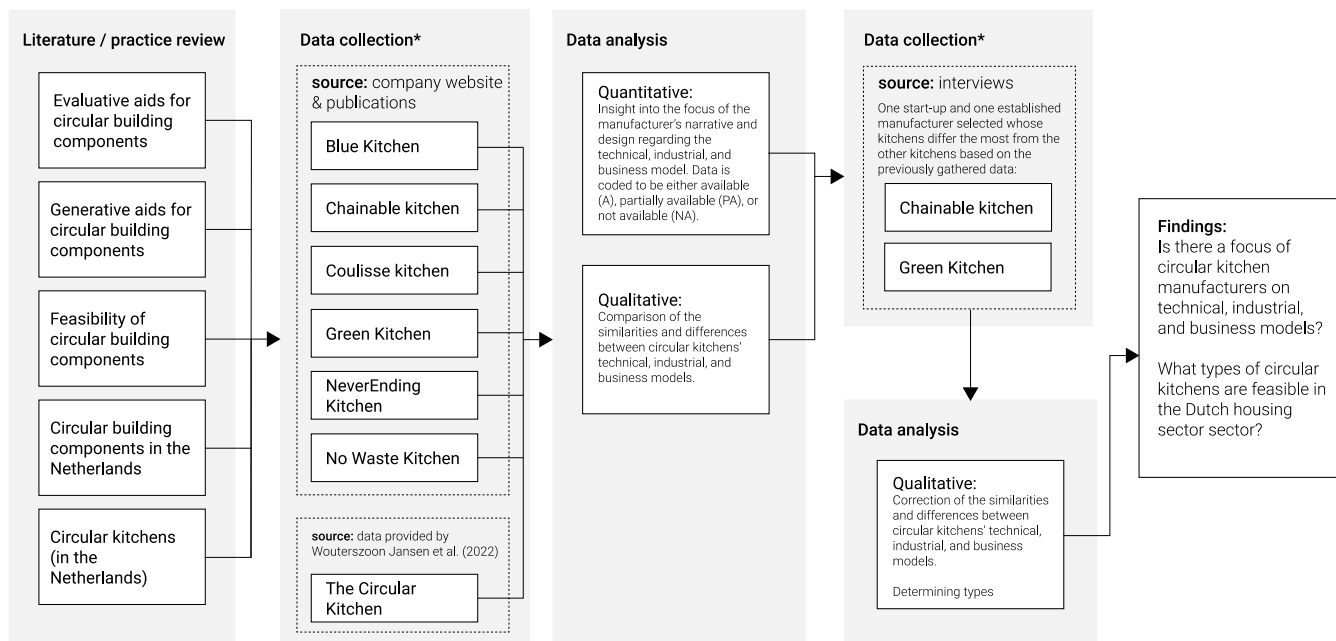 Literature / practice review
Evaluative aids for
circular building
components
Generative aids for
circular building
components
Feasibility of
circular building
components
Circular building
components in the
Netherlands
Circular kitchens
(in the
Netherlands)
Data collection*
source: company website
& publications
Blue Kitchen
Chainable kitchen
Coulisse kitchen
Green Kitchen
NeverEnding
Kitchen
No Waste Kitchen
source: data provided by
Wouterszoon Jansen et al. (2022)
The Circular
Kitchen
Data analysis
Quantitative:
Insight into the focus of the
manufacturer's narrative and
design regarding the
technical, industrial, and
business model. Data is
coded to be either available
(A), partially available (PA), or
not available (NA).
Qualitative:
Comparison of the
similarities and differences
between circular kitchens'
technical, industrial, and
business models.
Data collection*
source: interviews
One start-up and one established
manufacturer selected whose
kitchens differ the most from the
other kitchens based on the
previously gathered data:
Chainable kitchen
Green Kitchen
Data analysis
Qualitative:
Correction of the similarities
and differences between
circular kitchens' technical,
industrial, and business
models.
Determining types
Findings:
Is there a focus of
circular kitchen
manufacturers on
technical, industrial,
and business models?
What types of circular
kitchens are feasible in
the Dutch housing
sector sector?